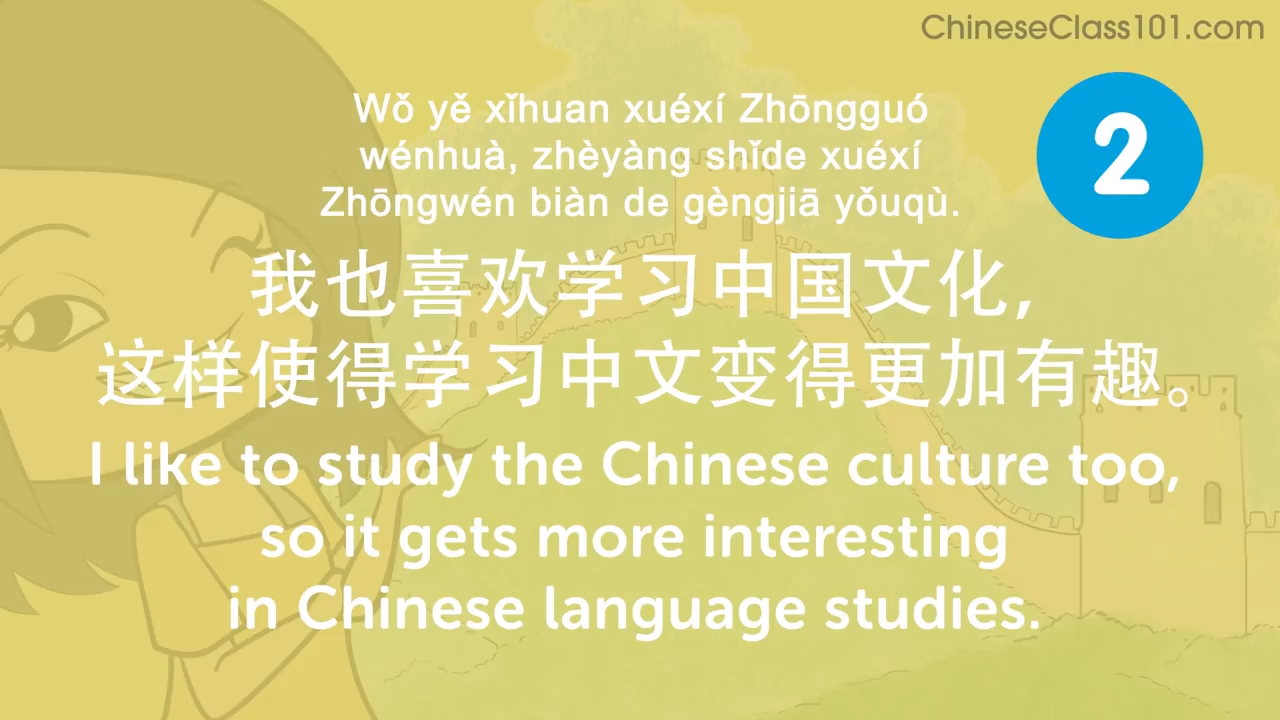 ChineseClass101.com
2
Wǒ yě xǐhuan xuéxí Zhōngguó
wénhuà, zhèyàng shǐde xuéxí
Zhōngwén biàn de gèngjiā yǒuqù.
我也喜欢学习中国文化，
这样使得学习中文变得更加有趣。
I like to study the Chinese culture too,
so it gets more interesting
in Chinese language studies.